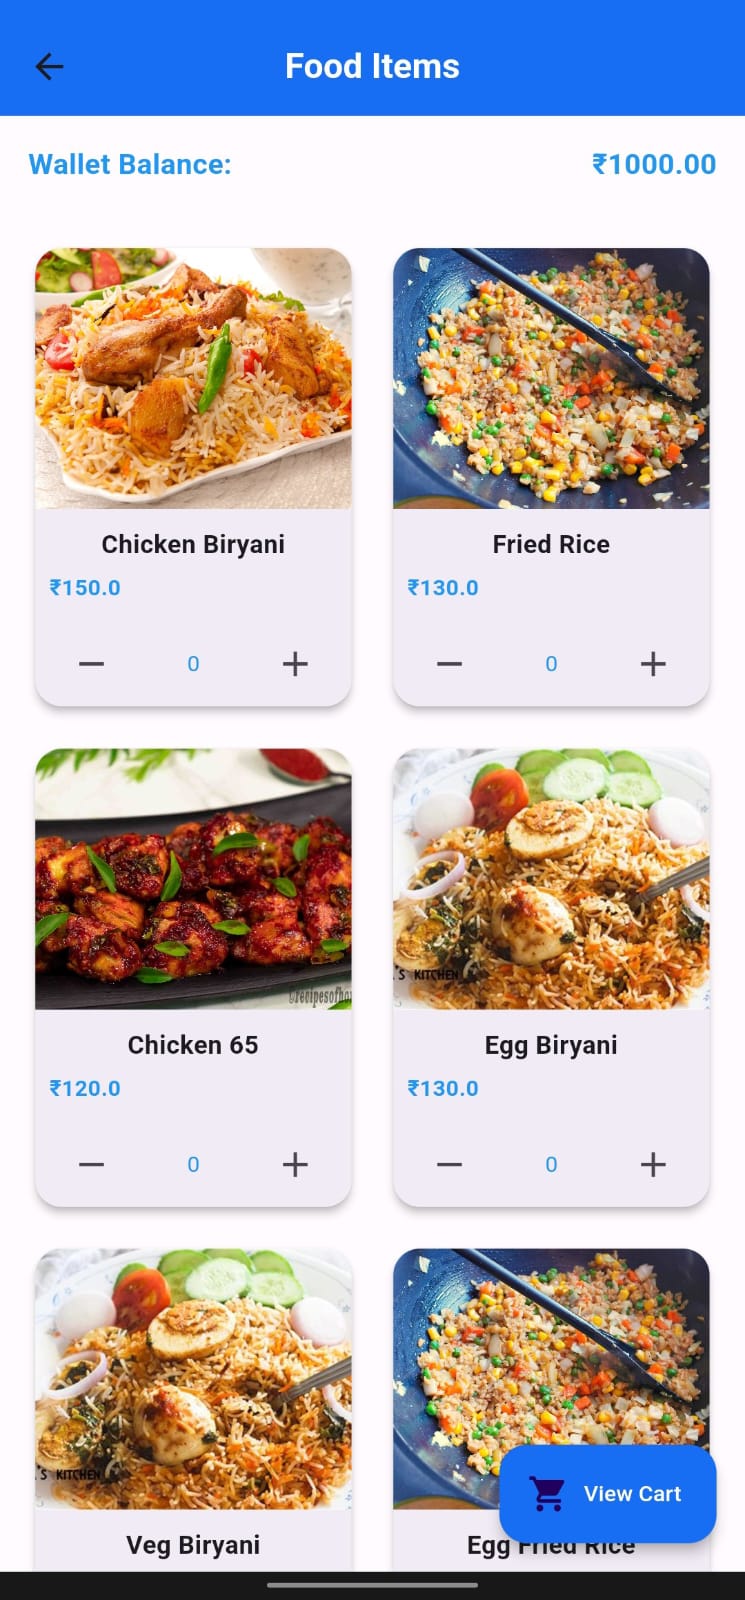 Food Items
Wallet Balance: ₹1000.00
Chicken Biryani Fried Rice
₹150.0 ₹130.0
0 0
©recipesofho
'S KITCHEN
Chicken 65 Egg Biryani
₹120.0 ₹130.0
0 0
'S KITCHEN
View Cart
Veg Biryani Egg Fried Rice